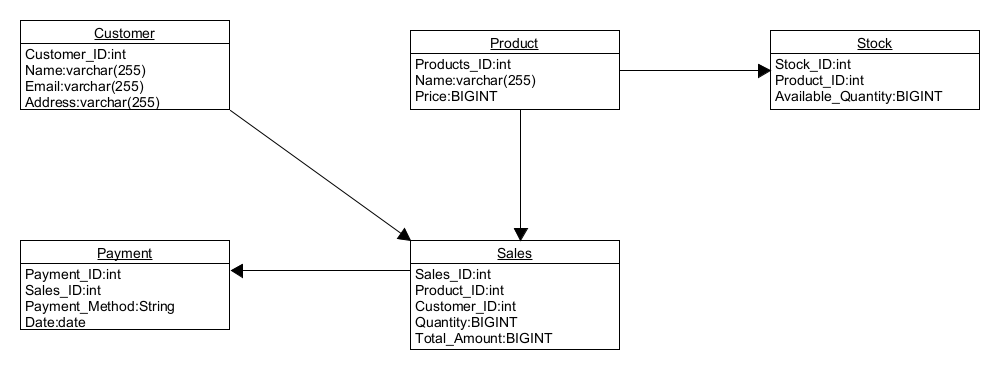 Customer
Customer_ID:int
Name:varchar(255)
Email:varchar(255)
Address:varchar(255)
Product
Products_ID:int
Name:varchar(255)
Price:BIGINT
Stock
Stock_ID:int
Product_ID:int
Available_Quantity:BIGINT
Payment
Payment_ID:int
Sales_ID:int
Payment_Method:String
Date:date
Sales
Sales_ID:int
Product_ID:int
Customer_ID:int
Quantity:BIGINT
Total_Amount:BIGINT